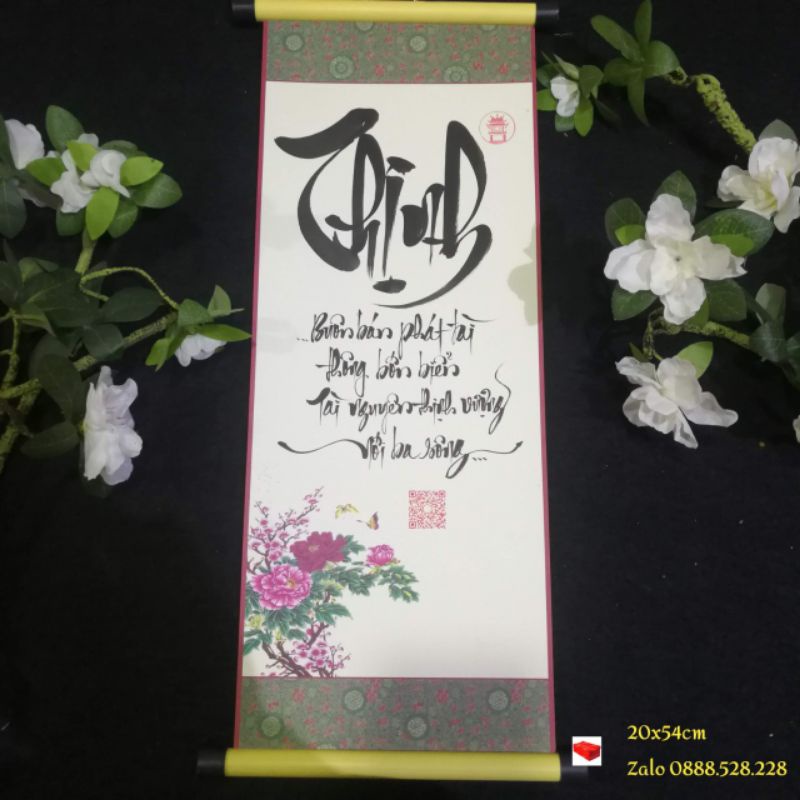 Thịnh
...Buôn bán phát tài
thông bốn biển
Tài nguyên thịnh vượng
nối ba sông...
20x54cm
Zalo 0888.528.228